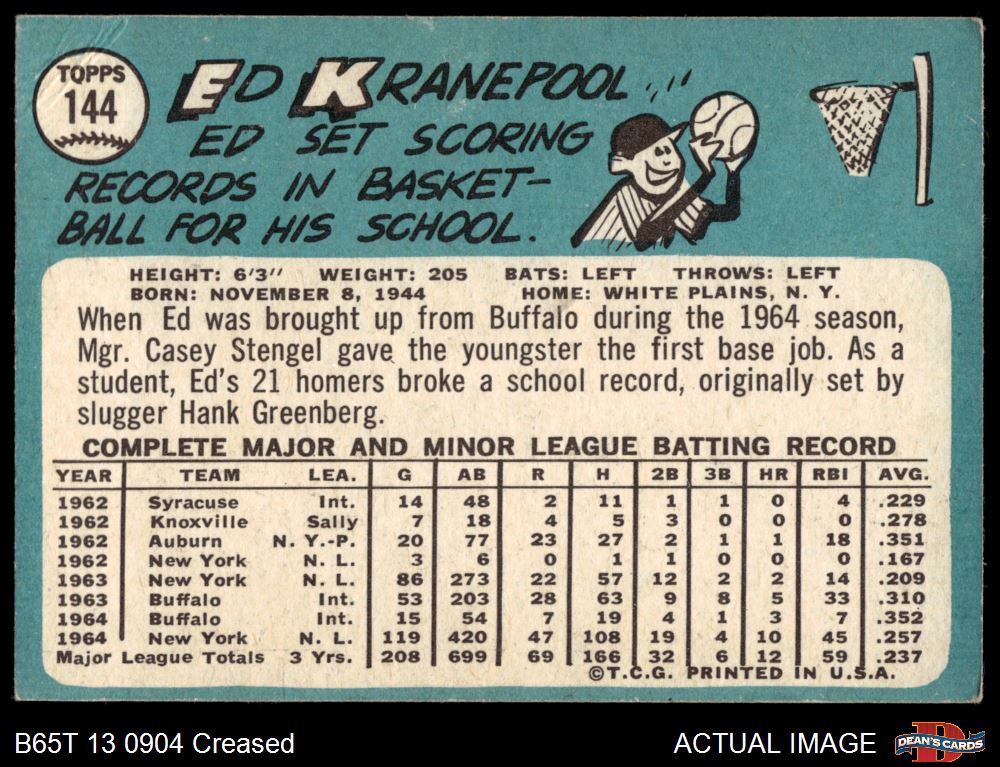 TOPPS
144
ED KRANEPOOL
ED SET SCORING
RECORDS IN BASKET-
BALL FOR HIS SCHOOL.
HEIGHT: 6'3" WEIGHT: 205 BATS: LEFT THROWS: LEFT
BORN: NOVEMBER 8, 1944 HOME: WHITE PLAINS, N. Y.
When Ed was brought up from Buffalo during the 1964 season,
Mgr. Casey Stengel gave the youngster the first base job. As a
student, Ed's 21 homers broke a school record, originally set by
slugger Hank Greenberg.
COMPLETE MAJOR AND MINOR LEAGUE BATTING RECORD
YEAR TEAM LEA. G AB R H 2B 3B HR RBI AVG.
1962 Syracuse Int. 14 48 2 11 1 1 0 4 .229
1962 Knoxville Sally 7 18 4 5 3 0 0 0 .278
1962 Auburn N. Y.-P. 20 77 23 27 2 1 1 18 .351
1962 New York N. L. 3 6 0 1 1 0 0 0 .167
1963 New York N. L. 86 273 22 57 12 2 2 14 .209
1963 Buffalo Int. 53 203 28 63 9 8 5 33 .310
1964 Buffalo Int. 15 54 7 19 4 1 3 7 .352
1964 New York N. L. 119 420 47 108 19 4 10 45 .257
Major League Totals 3 Yrs. 208 699 69 166 32 6 12 59 .237
©T.C.G. PRINTED IN U.S.A.
B65T 13 0904 Creased
ACTUAL IMAGE
D
DEAN'S CARDS